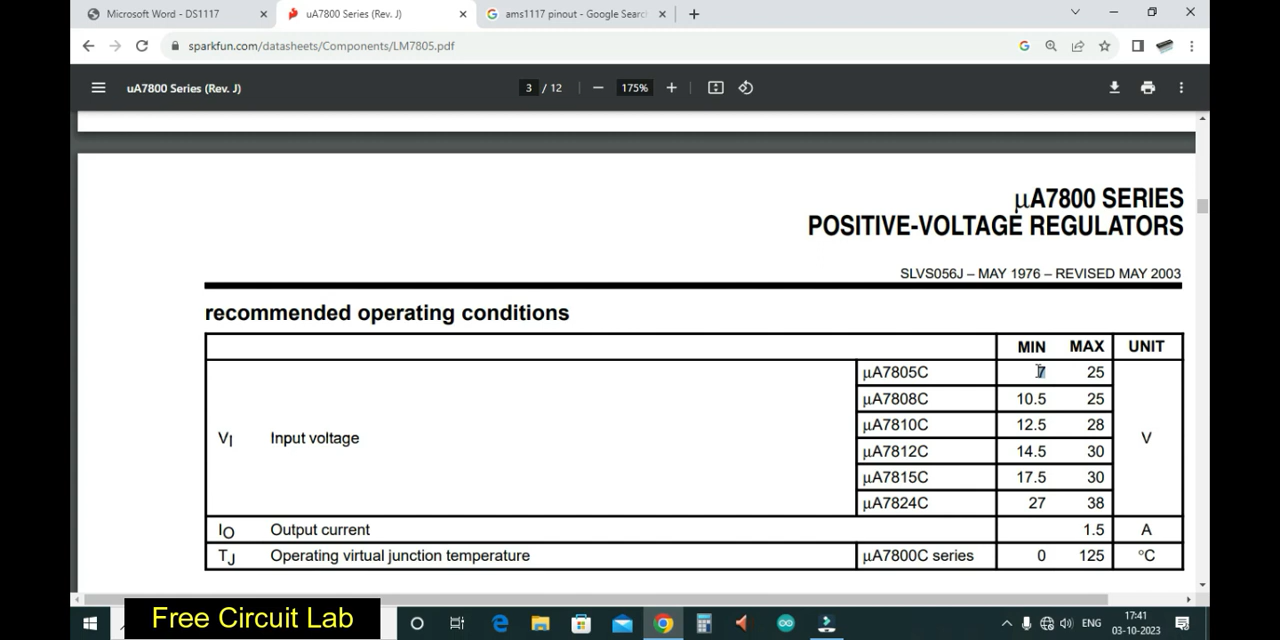 Microsoft Word - DS1117
uA7800 Series (Rev. J)
ams1117 pinout - Google Search
sparkfun.com/datasheets/Components/LM7805.pdf
uA7800 Series (Rev. J)
3 / 12
175%
µA7800 SERIES
POSITIVE-VOLTAGE REGULATORS
SLVS056J – MAY 1976 – REVISED MAY 2003
recommended operating conditions
MIN MAX UNIT
VI Input voltage µA7805C 7 25 V
µA7808C 10.5 25
µA7810C 12.5 28
µA7812C 14.5 30
µA7815C 17.5 30
µA7824C 27 38
IO Output current 1.5 A
TJ Operating virtual junction temperature µA7800C series 0 125 °C
Free Circuit Lab
ENG
17:41
03-10-2023